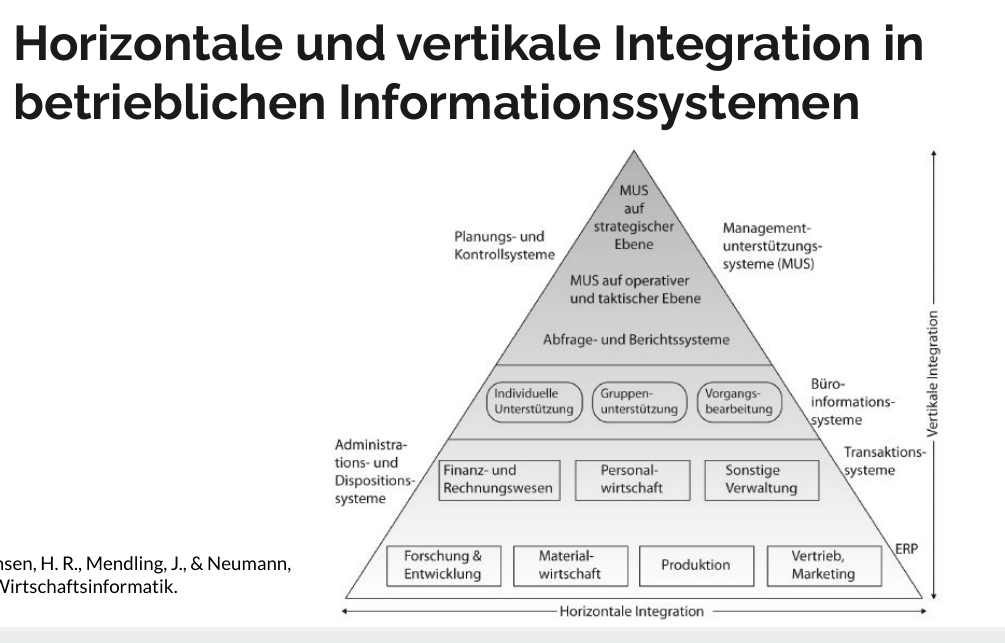 Horizontale und vertikale Integration in
betrieblichen Informationssystemen
MUS
auf
strategischer
Ebene
Planungs- und
Kontrollsysteme
Management-
unterstützungs-
systeme (MUS)
MUS auf operativer
und taktischer Ebene
Abfrage- und Berichtssysteme
Vertikale Integration
Individuelle
Unterstützung
Gruppen-
unterstützung
Vorgangs-
bearbeitung
Büro-
informations-
systeme
Administra-
tions- und
Dispositions-
systeme
Transaktions-
systeme
Finanz- und
Rechnungswesen
Personal-
wirtschaft
Sonstige
Verwaltung
Forschung &
Entwicklung
Material-
wirtschaft
Produktion
Vertrieb,
Marketing
ERP
nsen, H. R., Mendling, J., & Neumann,
Wirtschaftsinformatik.
Horizontale Integration